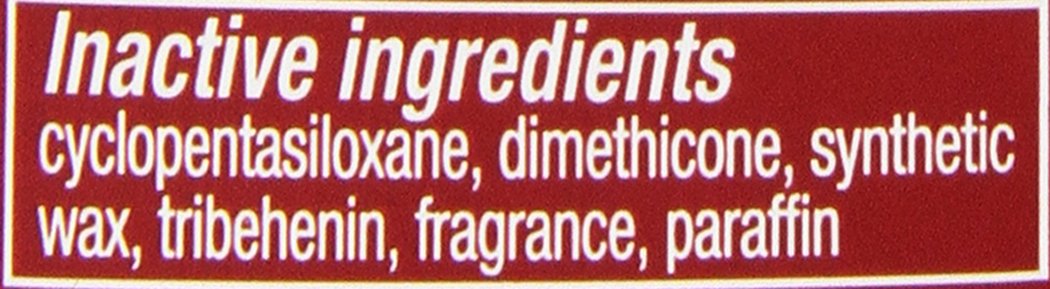 Inactive ingredients
cyclopentasiloxane, dimethicone, synthetic
wax, tribehenin, fragrance, paraffin